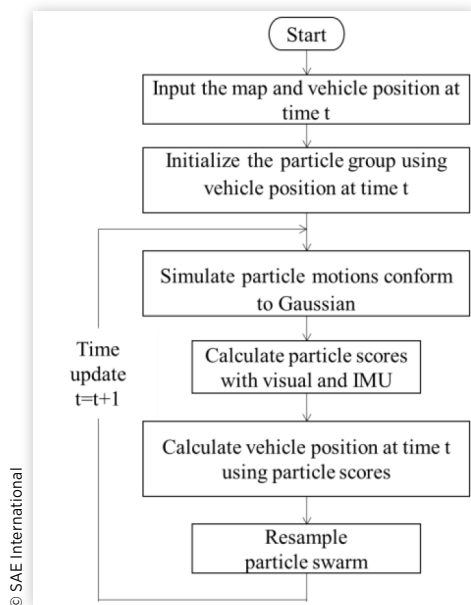 Start
Input the map and vehicle position at
time t
Initialize the particle group using
vehicle position at time t
Simulate particle motions conform
to Gaussian
Time
update
t=t+1
Calculate particle scores
with visual and IMU
Calculate vehicle position at time t
using particle scores
Resample
particle swarm
© SAE International